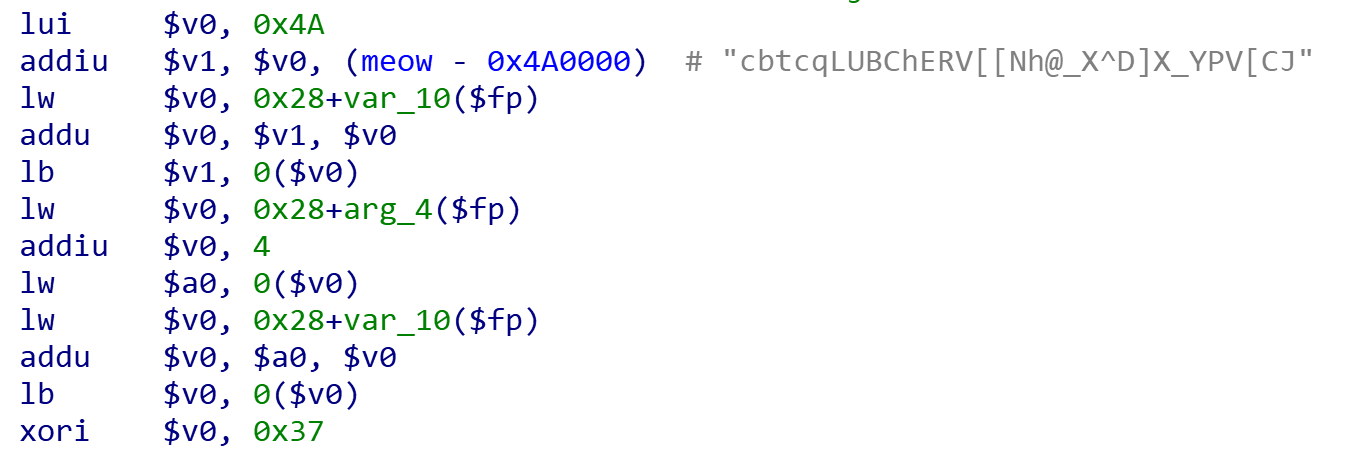 lui $v0, 0x4A
addiu $v1, $v0, (meow - 0x4A0000) # "cbtcqLUBChERV[[Nh@_X^D]X_YPV[CJ"
lw $v0, 0x28+var_10($fp)
addu $v0, $v1, $v0
lb $v1, 0($v0)
lw $v0, 0x28+arg_4($fp)
addiu $v0, 4
lw $a0, 0($v0)
lw $v0, 0x28+var_10($fp)
addu $v0, $a0, $v0
lb $v0, 0($v0)
xori $v0, 0x37